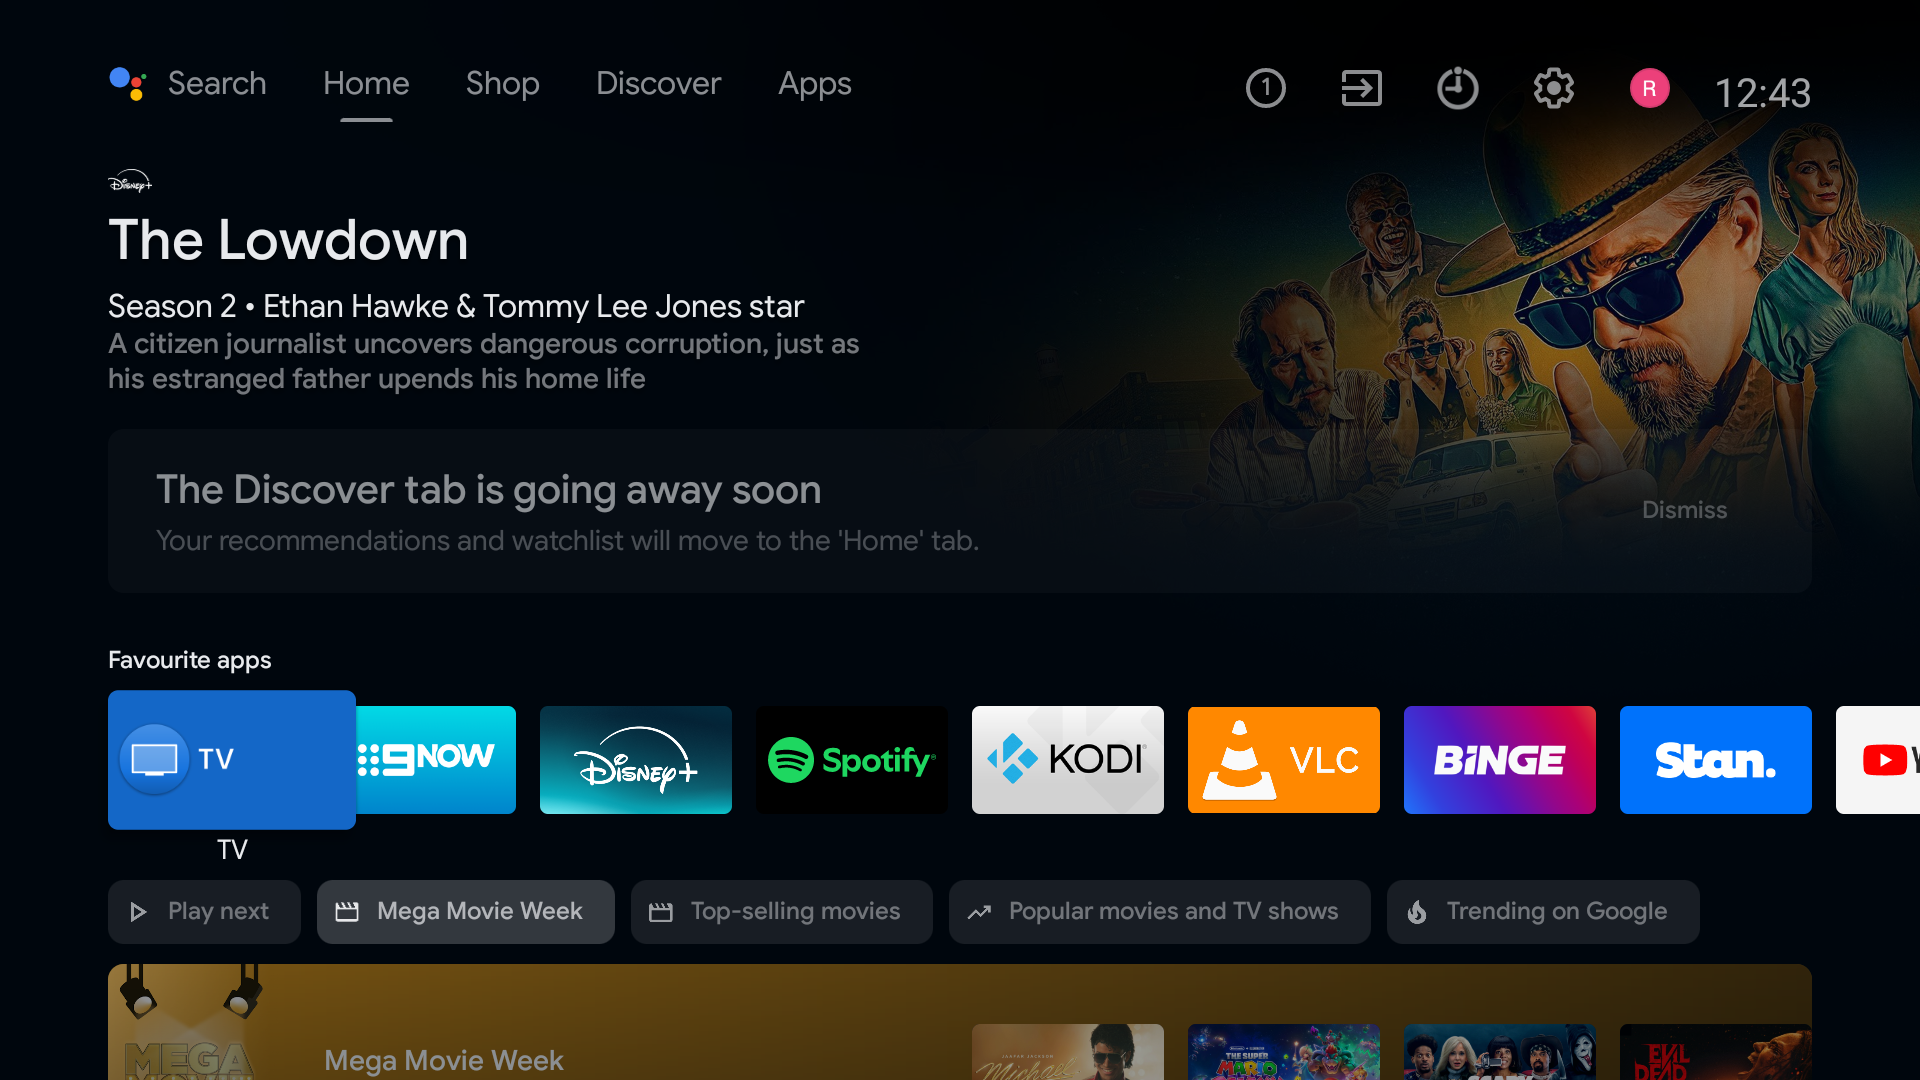 Search Home Shop Discover Apps 1 R 12:43
Disney+
The Lowdown
Season 2 • Ethan Hawke & Tommy Lee Jones star
A citizen journalist uncovers dangerous corruption, just as
his estranged father upends his home life
The Discover tab is going away soon
Your recommendations and watchlist will move to the 'Home' tab.
Dismiss
Favourite apps
TV 9NOW Disney+ Spotify KODI VLC BiNGE Stan.
TV
Play next Mega Movie Week Top-selling movies Popular movies and TV shows Trending on Google
MEGA
Mega Movie Week
Michael
THE SUPER
MARIO
EVIL
DEAD